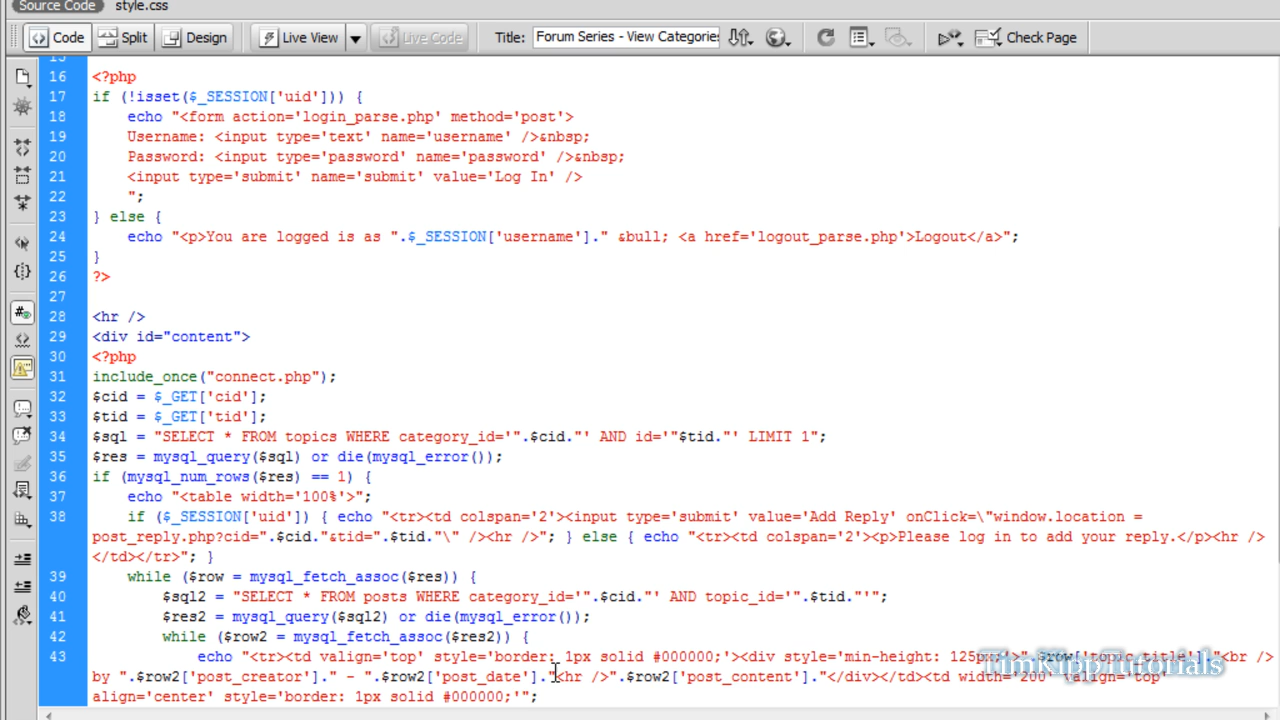 Source Code style.css
Code Split Design Live View Live Code Title: Forum Series - View Categories Check Page
15
16 <?php
17 if (!isset($_SESSION['uid'])) {
18 echo "<form action='login_parse.php' method='post'>
19 Username: <input type='text' name='username' />&nbsp;
20 Password: <input type='password' name='password' />&nbsp;
21 <input type='submit' name='submit' value='Log In' />
22 ";
23 } else {
24 echo "<p>You are logged is as ".$_SESSION['username']." &bull; <a href='logout_parse.php'>Logout</a>";
25 }
26 ?>
27
28 <hr />
29 <div id="content">
30 <?php
31 include_once("connect.php");
32 $cid = $_GET['cid'];
33 $tid = $_GET['tid'];
34 $sql = "SELECT * FROM topics WHERE category_id='".$cid."' AND id='"$tid."' LIMIT 1";
35 $res = mysql_query($sql) or die(mysql_error());
36 if (mysql_num_rows($res) == 1) {
37 echo "<table width='100%'>";
38 if ($_SESSION['uid']) { echo "<tr><td colspan='2'><input type='submit' value='Add Reply' onClick=\"window.location =
post_reply.php?cid=".$cid."&tid=".$tid."\" /><hr />"; } else { echo "<tr><td colspan='2'><p>Please log in to add your reply.</p><hr />
</td></tr>"; }
39 while ($row = mysql_fetch_assoc($res)) {
40 $sql2 = "SELECT * FROM posts WHERE category_id='".$cid."' AND topic_id='".$tid."'";
41 $res2 = mysql_query($sql2) or die(mysql_error());
42 while ($row2 = mysql_fetch_assoc($res2)) {
43 echo "<tr><td valign='top' style='border: 1px solid #000000;'><div style='min-height: 125px;'>".$row['topic_title']."<br />
by ".$row2['post_creator']." - ".$row2['post_date']."<hr />".$row2['post_content']."</div></td><td width='200' valign='top'
align='center' style='border: 1px solid #000000;'";
TimKippTutorials